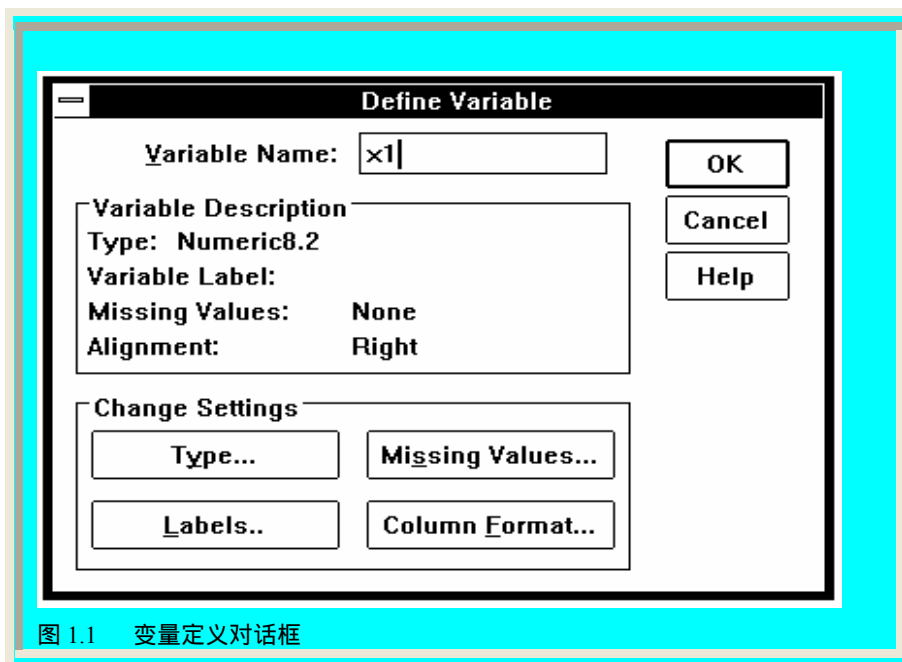 Define Variable
Variable Name: x1
OK
Variable Description
Cancel
Type: Numeric8.2
Variable Label:
Help
Missing Values: None
Alignment: Right
Change Settings
Type... Missing Values...
Labels.. Column Format...
图 1.1 变量定义对话框